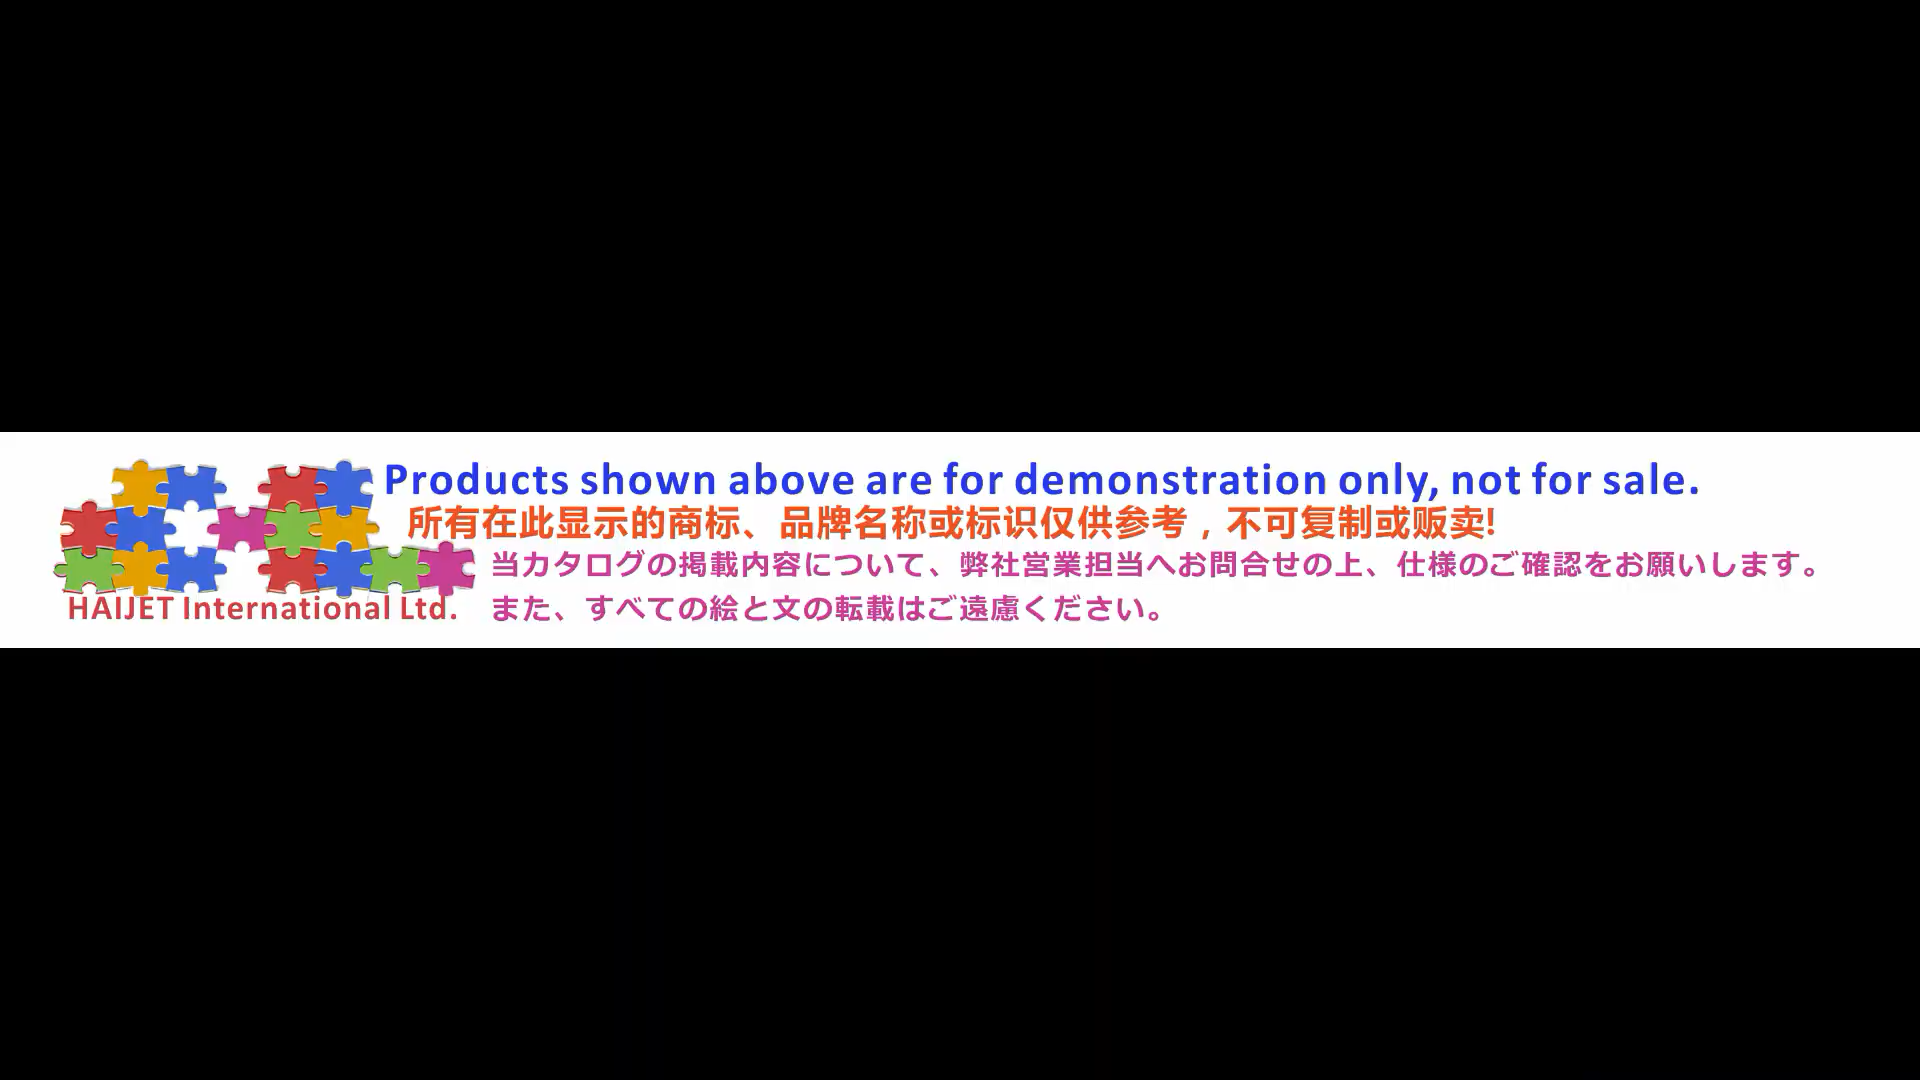 Products shown above are for demonstration only, not for sale.
所有在此显示的商标、品牌名称或标识仅供参考，不可复制或贩卖!
当カタログの掲載内容について、弊社営業担当へお問合せの上、仕様のご確認をお願いします。
HAIJET International Ltd.
また、すべての絵と文の転載はご遠慮ください。